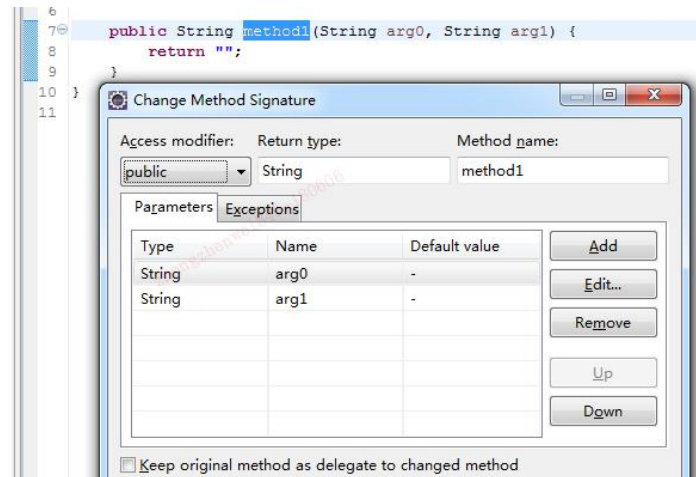 6
7 public String method1(String arg0, String arg1) {
8 return "";
9 }
10 }
11
Change Method Signature
Access modifier: Return type: Method name:
public String method1
Parameters Exceptions
Type Name Default value Add
String arg0 - Edit...
String arg1 -
Remove
Up
Down
Keep original method as delegate to changed method